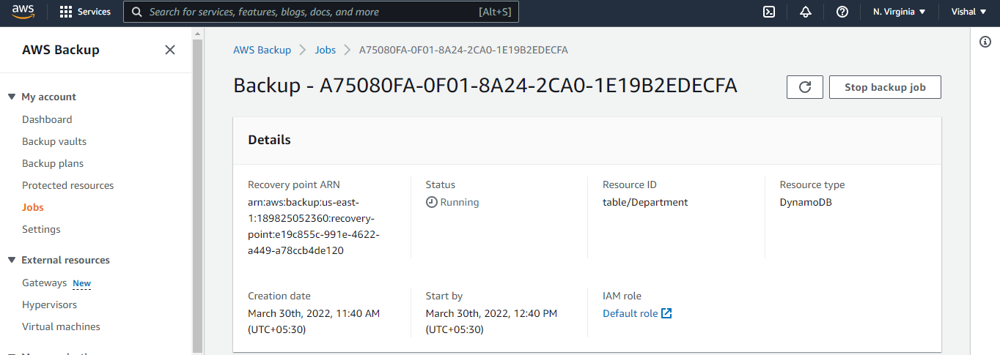 aws
Services
Search for services, features, blogs, docs, and more
[Alt+S]
N. Virginia
Vishal
AWS Backup
My account
Dashboard
Backup vaults
Backup plans
Protected resources
Jobs
Settings
External resources
Gateways New
Hypervisors
Virtual machines
AWS Backup
Jobs
A75080FA-0F01-8A24-2CA0-1E19B2EDECFA
Backup - A75080FA-0F01-8A24-2CA0-1E19B2EDECFA
Stop backup job
Details
Recovery point ARN
arn:aws:backup:us-east-
1:189825052360:recovery-
point:e19c855c-991e-4622-
a449-a78ccb4de120
Status
Running
Resource ID
table/Department
Resource type
DynamoDB
Creation date
March 30th, 2022, 11:40 AM
(UTC+05:30)
Start by
March 30th, 2022, 12:40 PM
(UTC+05:30)
IAM role
Default role